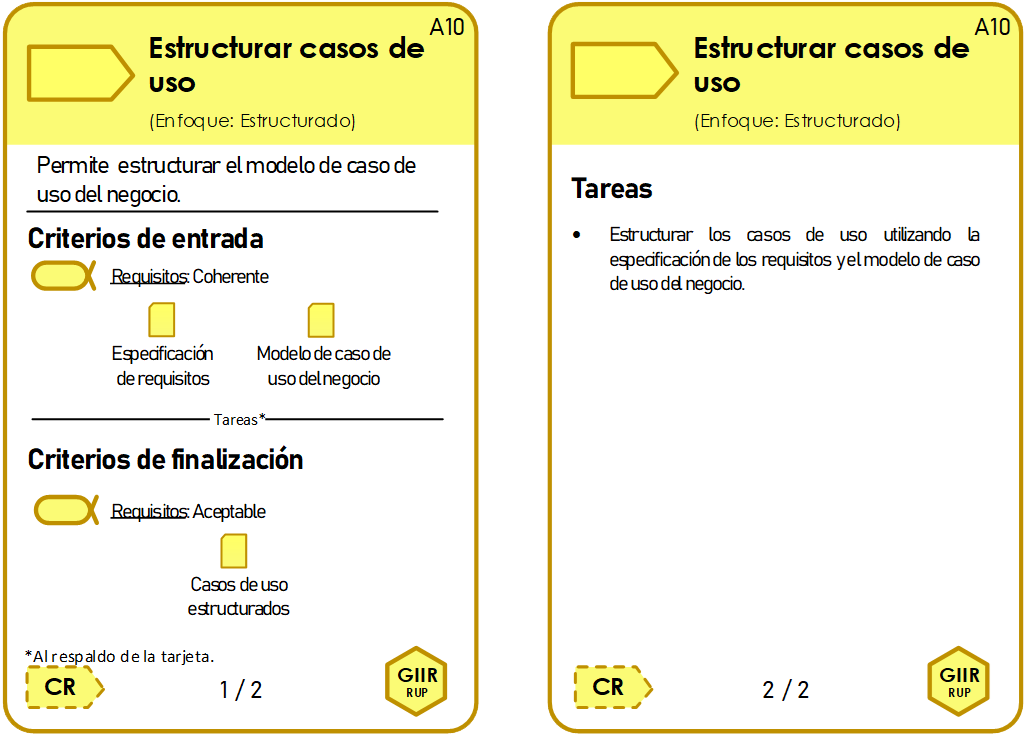 A10
Estructurar casos de
uso
(Enfoque: Estructurado)
Permite estructurar el modelo de caso de
uso del negocio.
Criterios de entrada
Requisitos: Coherente
Especificación
de requisitos
Modelo de caso de
uso del negocio
Tareas*
Criterios de finalización
Requisitos: Aceptable
Casos de uso
estructurados
*Al respaldo de la tarjeta.
CR
1 / 2
GIIR
RUP
A10
Estructurar casos de
uso
(Enfoque: Estructurado)
Tareas
• Estructurar los casos de uso utilizando la
especificación de los requisitos y el modelo de caso
de uso del negocio.
CR
2 / 2
GIIR
RUP